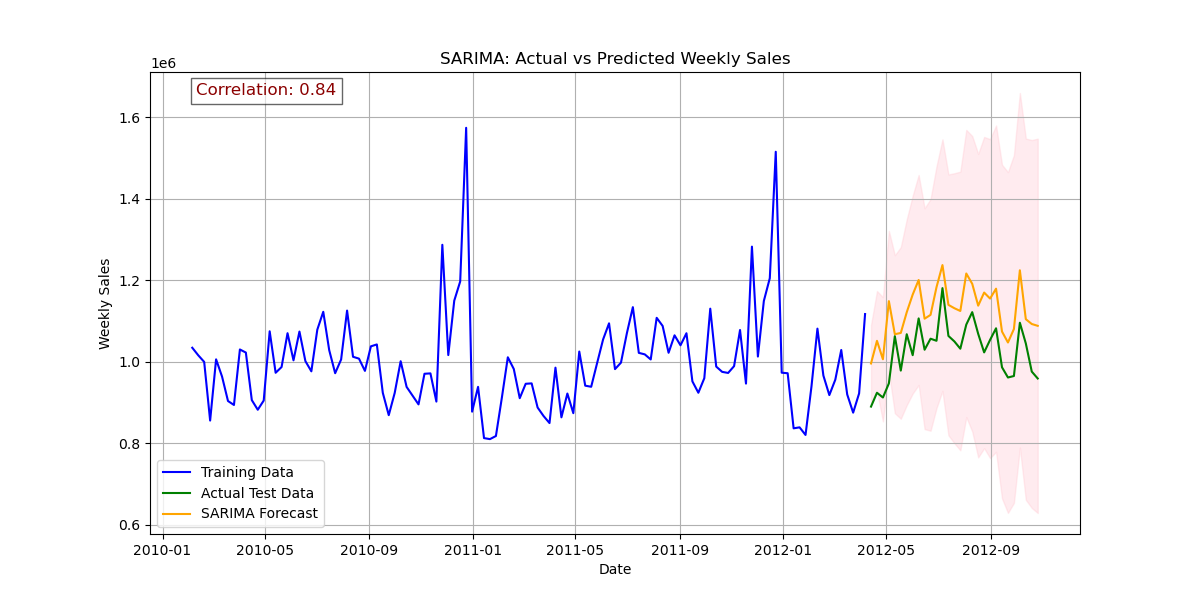 SARIMA: Actual vs Predicted Weekly Sales
1e6
Correlation: 0.84
1.6
1.4
1.2
1.0
0.8
0.6
Weekly Sales
Training Data
Actual Test Data
SARIMA Forecast
2010-01 2010-05 2010-09 2011-01 2011-05 2011-09 2012-01 2012-05 2012-09
Date